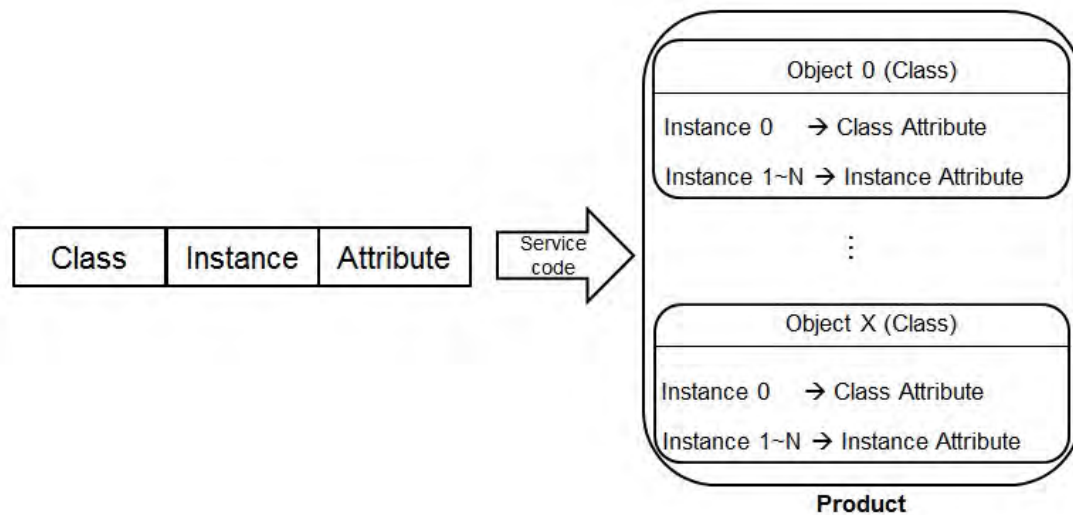 Class Instance Attribute
Service
code
Object 0 (Class)
Instance 0 → Class Attribute
Instance 1~N → Instance Attribute
⋮
Object X (Class)
Instance 0 → Class Attribute
Instance 1~N → Instance Attribute
Product